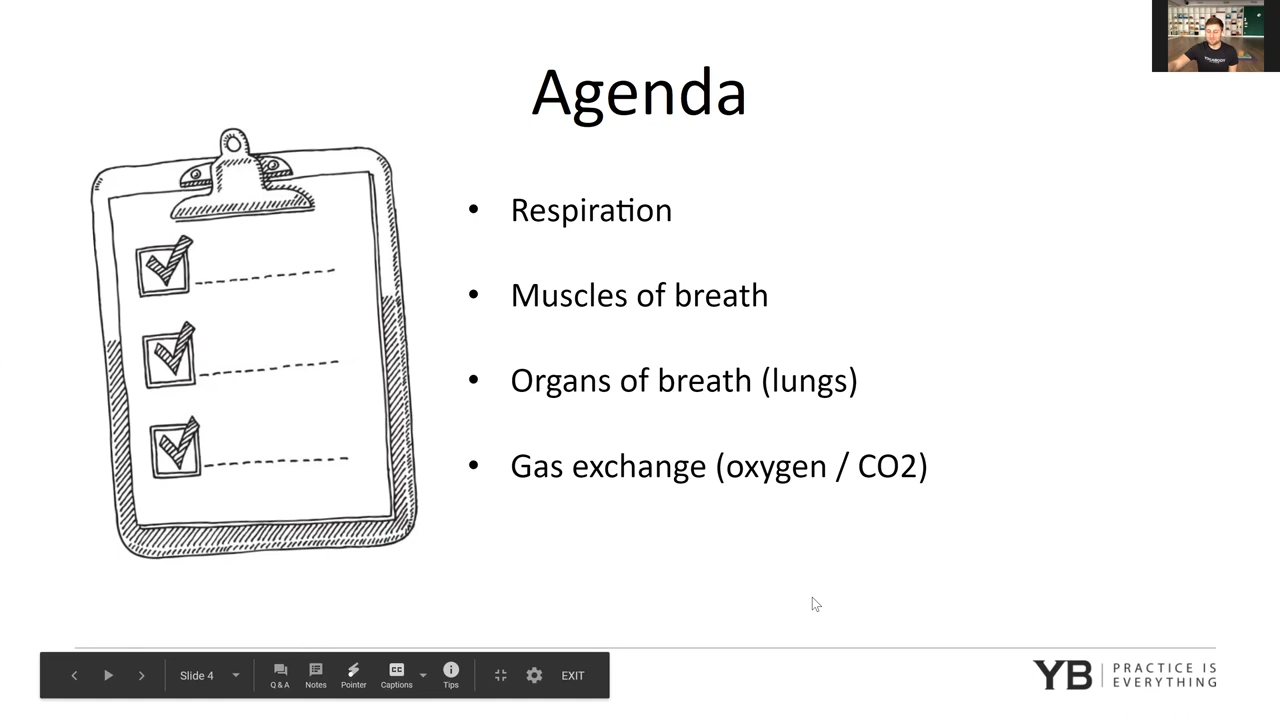 Agenda
• Respiration
• Muscles of breath
• Organs of breath (lungs)
• Gas exchange (oxygen / CO2)
Slide 4
Q & A
Notes
Pointer
CC
Captions
Tips
EXIT
YB
PRACTICE IS
EVERYTHING